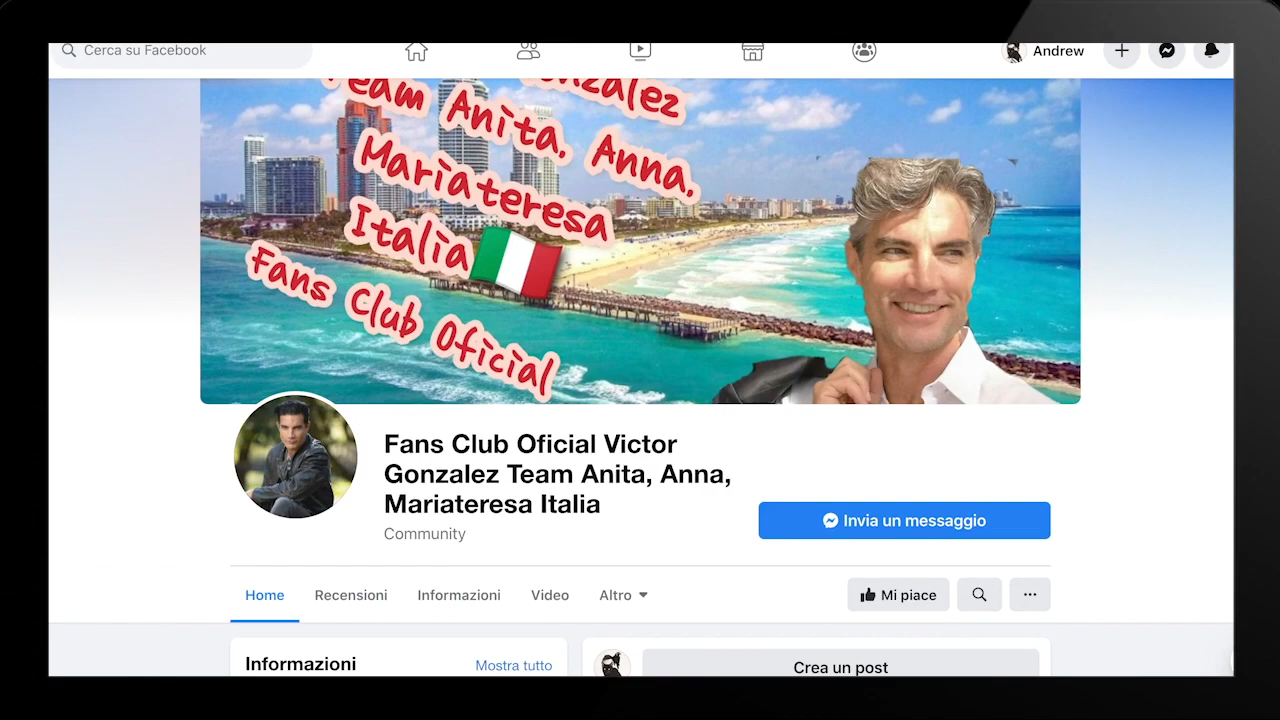 Cerca su Facebook
Andrew
Gonzalez
Team Anita, Anna,
Mariateresa
Italia
Fans Club Oficial
Fans Club Oficial Victor
Gonzalez Team Anita, Anna,
Mariateresa Italia
Community
Invia un messaggio
Home
Recensioni
Informazioni
Video
Altro
Mi piace
Informazioni
Mostra tutto
Crea un post